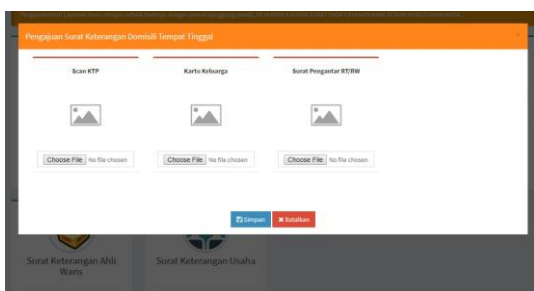 Pengajuan Surat Keterangan Domisili Tempat Tinggal
×
Scan KTP
Kartu Keluarga
Surat Pengantar RT/RW
Choose File No file chosen
Choose File No file chosen
Choose File No file chosen
Simpan
Batalkan
Surat Keterangan Ahli
Waris
Surat Keterangan Usaha